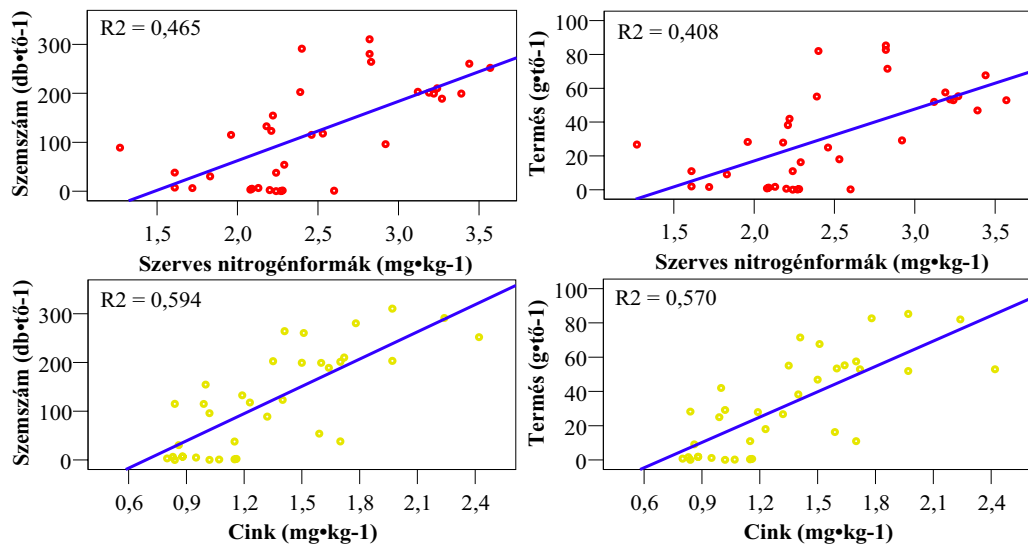 R2 = 0,465
Szemszám (db•tő-1)
300
200
100
0
1,5 2,0 2,5 3,0 3,5
Szerves nitrogénformák (mg•kg-1)
R2 = 0,408
Termés (g•tő-1)
100
80
60
40
20
0
1,5 2,0 2,5 3,0 3,5
Szerves nitrogénformák (mg•kg-1)
R2 = 0,594
Szemszám (db•tő-1)
300
200
100
0
0,6 0,9 1,2 1,5 1,8 2,1 2,4
Cink (mg•kg-1)
R2 = 0,570
Termés (g•tő-1)
100
80
60
40
20
0
0,6 0,9 1,2 1,5 1,8 2,1 2,4
Cink (mg•kg-1)